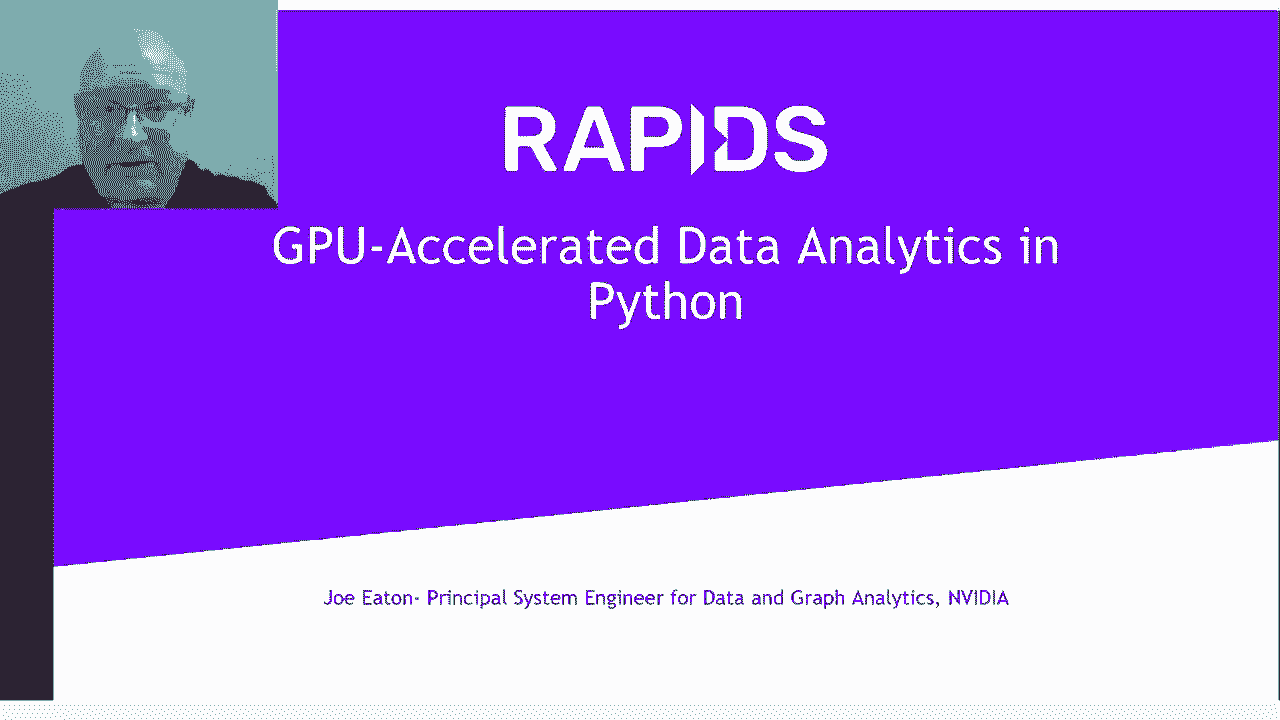 RAPIDS
GPU-Accelerated Data Analytics in
Python
Joe Eaton- Principal System Engineer for Data and Graph Analytics, NVIDIA